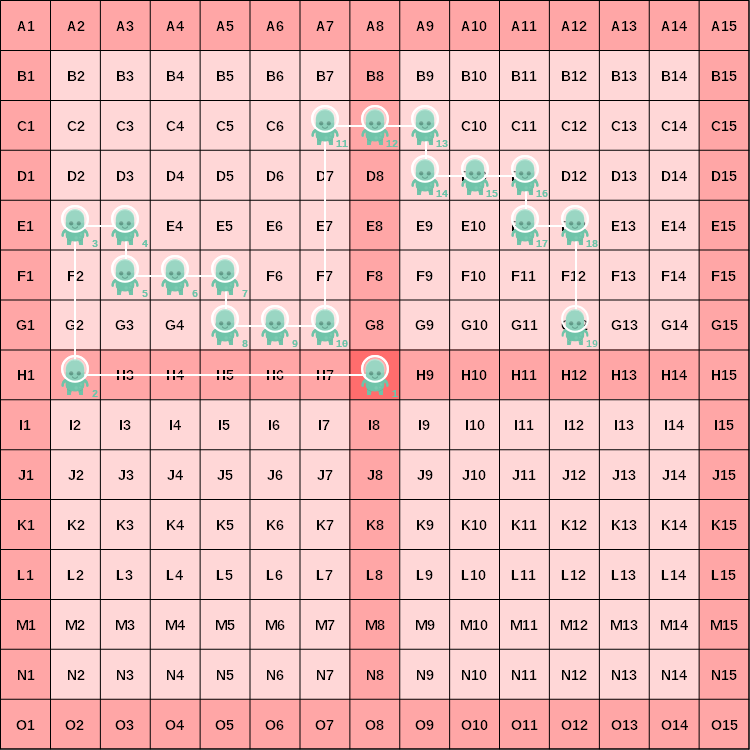 A1 A2 A3 A4 A5 A6 A7 A8 A9 A10 A11 A12 A13 A14 A15
B1 B2 B3 B4 B5 B6 B7 B8 B9 B10 B11 B12 B13 B14 B15
C1 C2 C3 C4 C5 C6 11 12 13 C10 C11 C12 C13 C14 C15
D1 D2 D3 D4 D5 D6 D7 D8 14 15 16 D12 D13 D14 D15
E1 3 4 E4 E5 E6 E7 E8 E9 E10 17 18 E13 E14 E15
F1 F2 5 6 7 F6 F7 F8 F9 F10 F11 F12 F13 F14 F15
G1 G2 G3 G4 8 9 10 G8 G9 G10 G11 19 G13 G14 G15
H1 2 H3 H4 H5 H6 H7 1 H9 H10 H11 H12 H13 H14 H15
I1 I2 I3 I4 I5 I6 I7 I8 I9 I10 I11 I12 I13 I14 I15
J1 J2 J3 J4 J5 J6 J7 J8 J9 J10 J11 J12 J13 J14 J15
K1 K2 K3 K4 K5 K6 K7 K8 K9 K10 K11 K12 K13 K14 K15
L1 L2 L3 L4 L5 L6 L7 L8 L9 L10 L11 L12 L13 L14 L15
M1 M2 M3 M4 M5 M6 M7 M8 M9 M10 M11 M12 M13 M14 M15
N1 N2 N3 N4 N5 N6 N7 N8 N9 N10 N11 N12 N13 N14 N15
O1 O2 O3 O4 O5 O6 O7 O8 O9 O10 O11 O12 O13 O14 O15